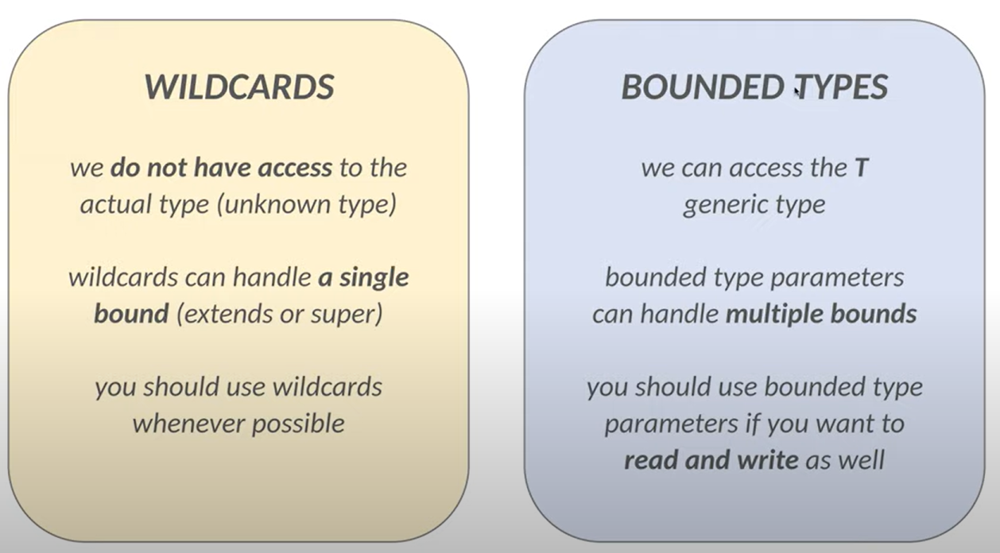 WILDCARDS
we do not have access to the
actual type (unknown type)
wildcards can handle a single
bound (extends or super)
you should use wildcards
whenever possible
BOUNDED TYPES
we can access the T
generic type
bounded type parameters
can handle multiple bounds
you should use bounded type
parameters if you want to
read and write as well